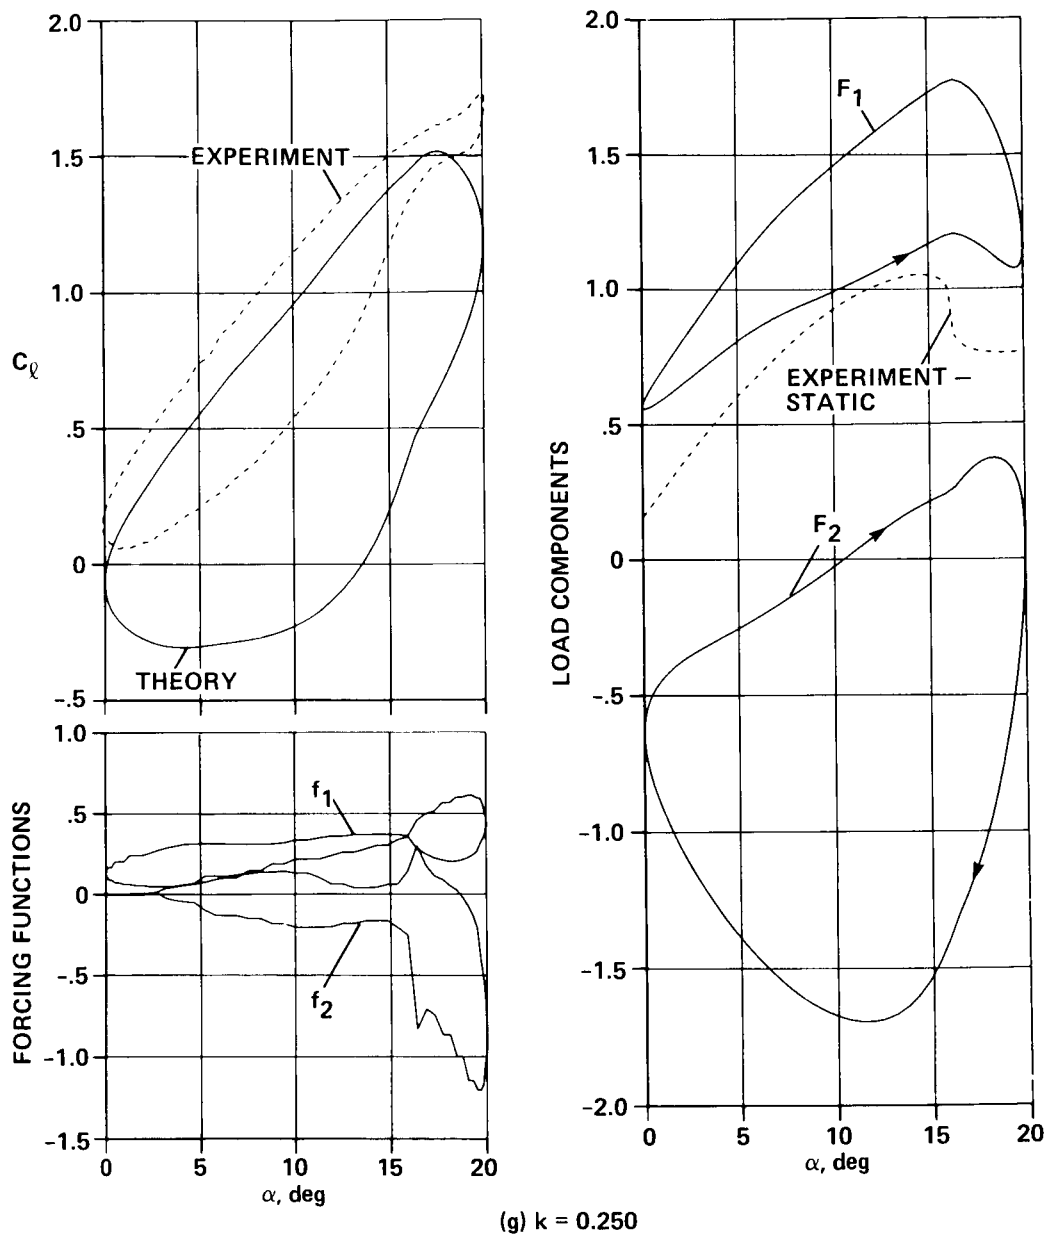 2.0
1.5
1.0
.5
0
-.5
C_ℓ
EXPERIMENT
THEORY
1.0
.5
0
-.5
-1.0
-1.5
FORCING FUNCTIONS
f1
f2
0 5 10 15 20
α, deg
2.0
1.5
1.0
.5
0
-.5
-1.0
-1.5
-2.0
LOAD COMPONENTS
F1
EXPERIMENT –
STATIC
F2
0 5 10 15 20
α, deg
(g) k = 0.250